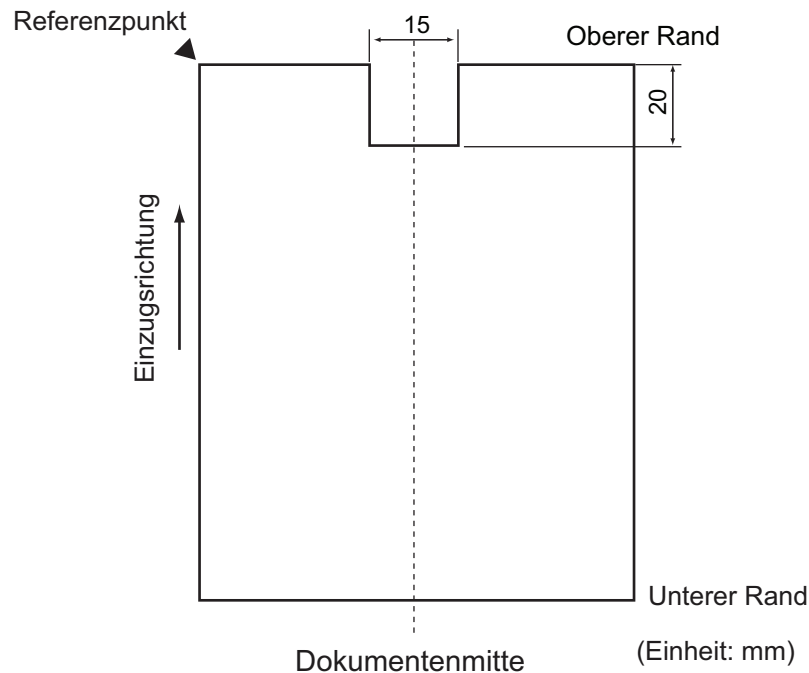 Referenzpunkt
15
Oberer Rand
20
Einzugsrichtung
Unterer Rand
(Einheit: mm)
Dokumentenmitte